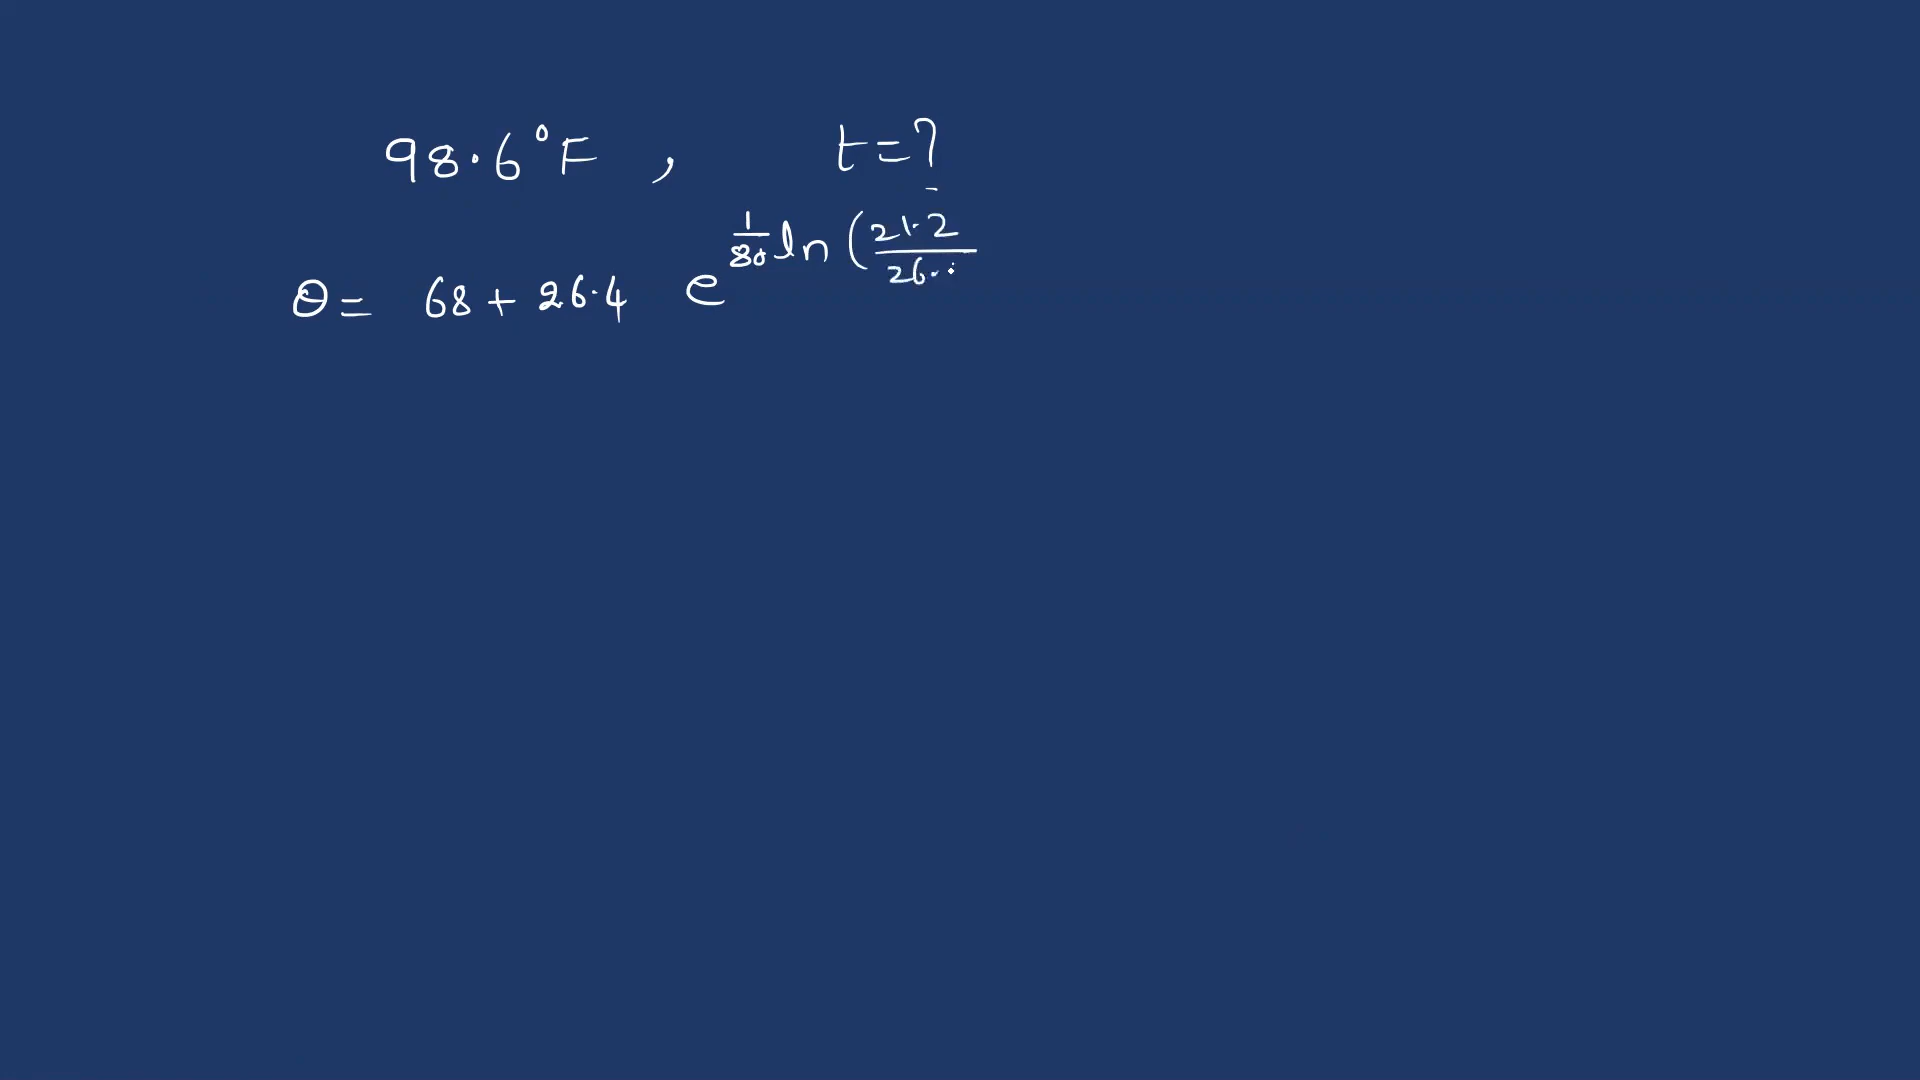 98.6°F , t=?
θ = 68 + 26.4 e^{1/80 ln (21.2/26.